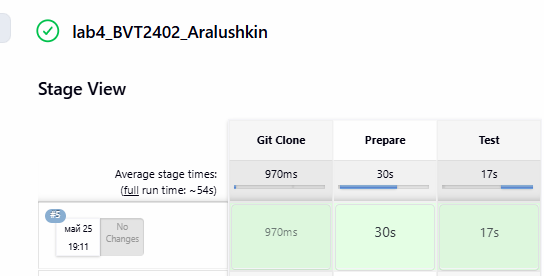 lab4_BVT2402_Aralushkin
Stage View
Git Clone Prepare Test
Average stage times: 970ms 30s 17s
(full run time: ~54s)
#5
май 25 No
Changes
19:11
970ms 30s 17s